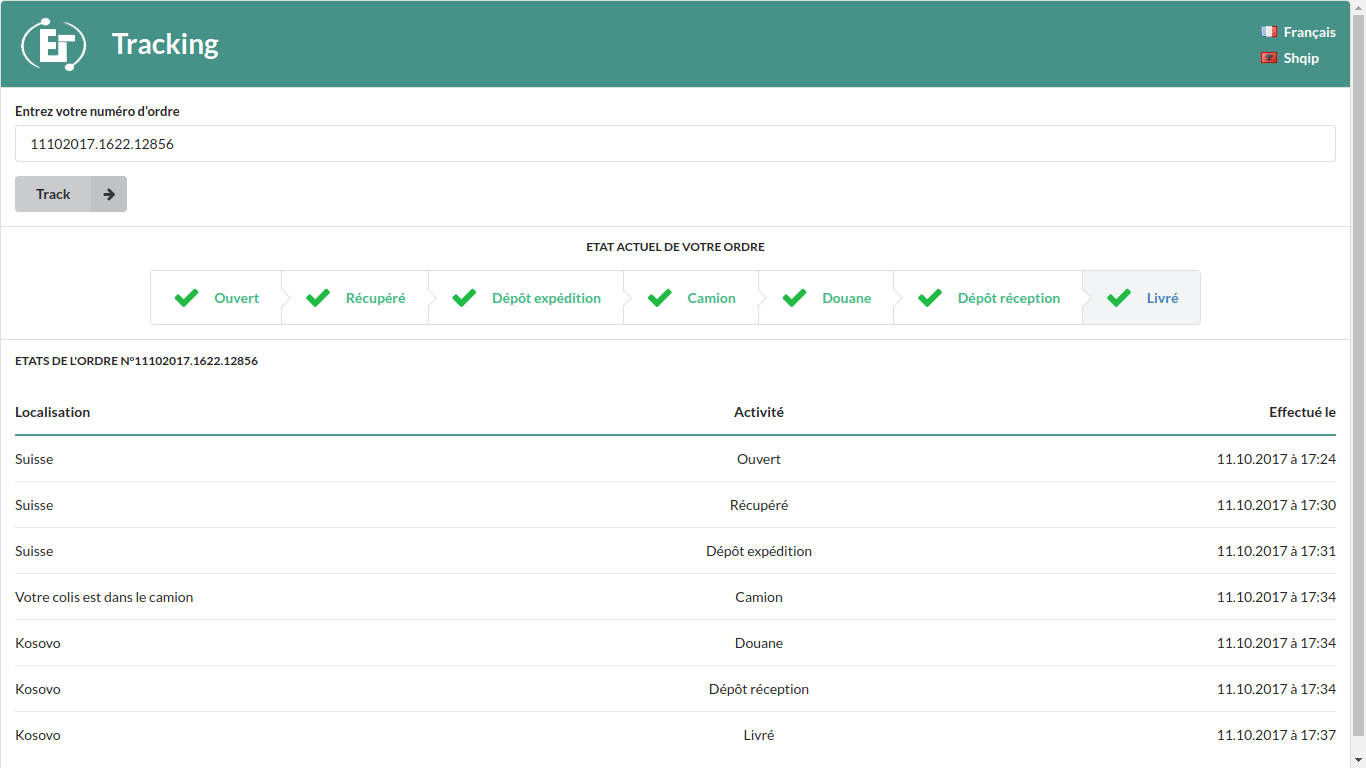 ET Tracking
Français
Shqip
Entrez votre numéro d'ordre
11102017.1622.12856
Track
ETAT ACTUEL DE VOTRE ORDRE
Ouvert Récupéré Dépôt expédition Camion Douane Dépôt réception Livré
ETATS DE L'ORDRE N°11102017.1622.12856
Localisation Activité Effectué le
Suisse Ouvert 11.10.2017 à 17:24
Suisse Récupéré 11.10.2017 à 17:30
Suisse Dépôt expédition 11.10.2017 à 17:31
Votre colis est dans le camion Camion 11.10.2017 à 17:34
Kosovo Douane 11.10.2017 à 17:34
Kosovo Dépôt réception 11.10.2017 à 17:34
Kosovo Livré 11.10.2017 à 17:37